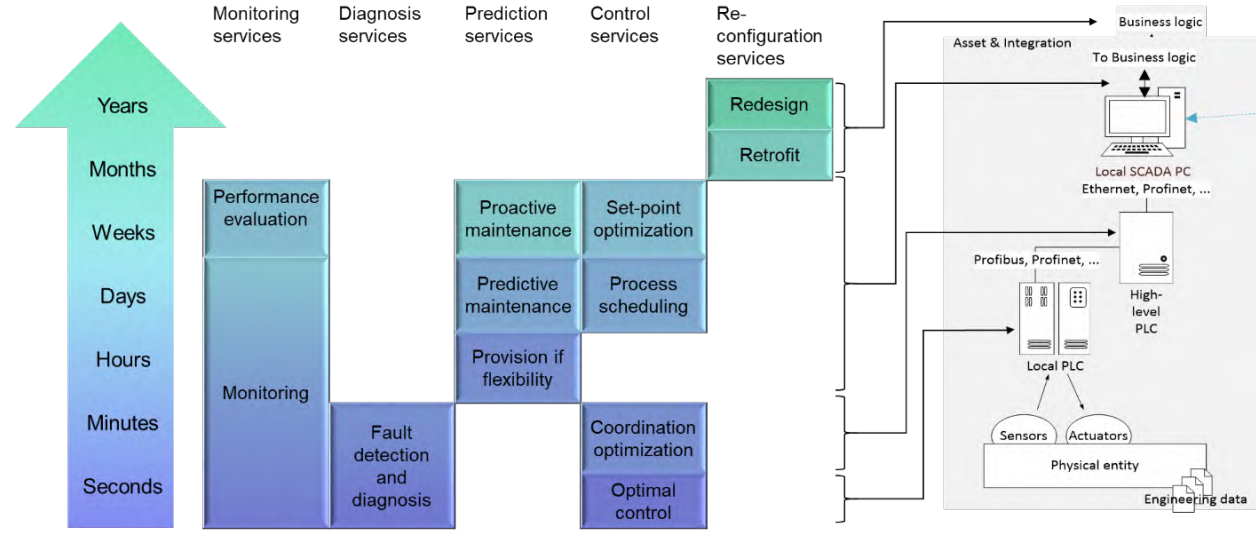 Monitoring
services
Diagnosis
services
Prediction
services
Control
services
Re-
configuration
services
Years
Months
Weeks
Days
Hours
Minutes
Seconds
Performance
evaluation
Monitoring
Fault
detection
and
diagnosis
Proactive
maintenance
Predictive
maintenance
Provision if
flexibility
Set-point
optimization
Process
scheduling
Coordination
optimization
Optimal
control
Redesign
Retrofit
Business logic
Asset & Integration
To Business logic
Local SCADA PC
Ethernet, Profinet, ...
Profibus, Profinet, ...
High-
level
PLC
Local PLC
Sensors
Actuators
Physical entity
Engineering data